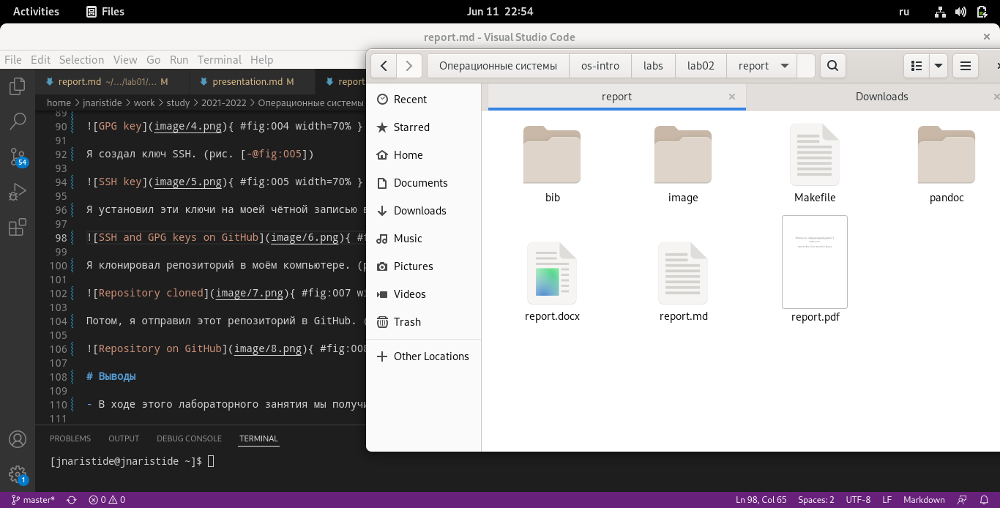 Activities Files Jun 11 22:54 ru
report.md - Visual Studio Code
File Edit Selection View Go Run Terminal Help
report.md ~/.../lab01/... M presentation.md M report
home > jnaristide > work > study > 2021-2022 > Операционные системы
89
90 ![GPG key](image/4.png){ #fig:004 width=70% }
91
92 Я создал ключ SSH. (рис. [-@fig:005])
93
94 ![SSH key](image/5.png){ #fig:005 width=70% }
95
96 Я установил эти ключи на моей чётной записью
97
98 ![SSH and GPG keys on GitHub](image/6.png){ #
99
100 Я клонировал репозиторий в моём компьютере. (
101
102 ![Repository cloned](image/7.png){ #fig:007 wi
103
104 Потом, я отправил этот репозиторий в GitHub. (
105
106 ![Repository on GitHub](image/8.png){ #fig:008
107
108 # Выводы
109
110 - В ходе этого лабораторного занятия мы получи
111
PROBLEMS OUTPUT DEBUG CONSOLE TERMINAL
[jnaristide@jnaristide ~]$
54
1
master* 0 0 Ln 98, Col 65 Spaces: 2 UTF-8 LF Markdown
Операционные системы os-intro labs lab02 report
report Downloads
Recent
Starred
Home
Documents
Downloads
Music
Pictures
Videos
Trash
Other Locations
bib image Makefile pandoc
report.docx report.md report.pdf